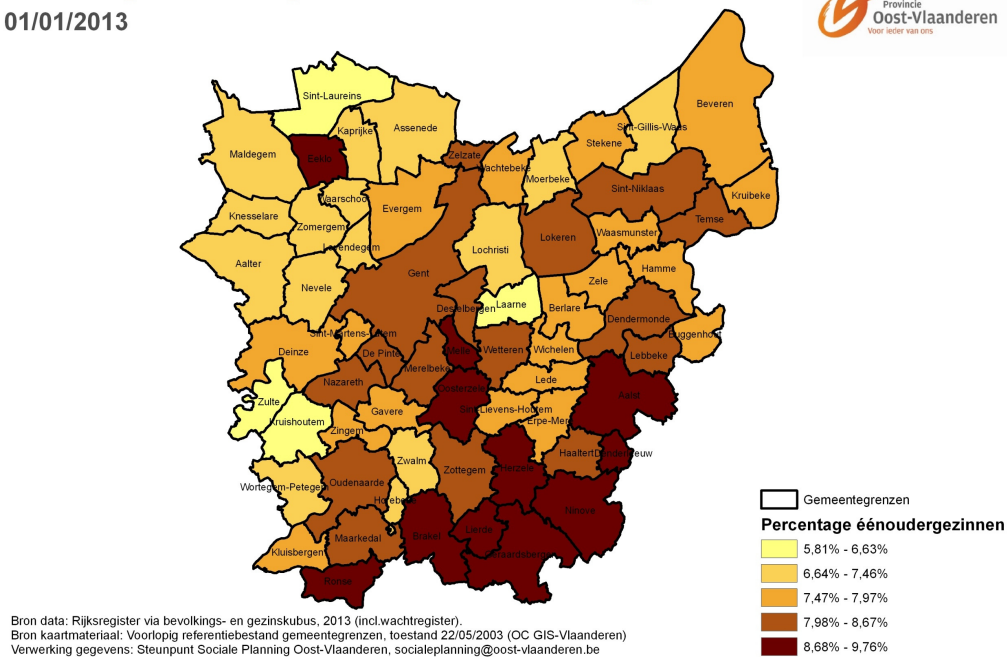 01/01/2013
Provincie
Oost-Vlaanderen
Voor ieder van ons
Sint-Laureins
Beveren
Assenede
Kaprijke
Sint-Gillis-Waas
Stekene
Maldegem
Eeklo
Zelzate
Wachtebeke
Moerbeke
Sint-Niklaas
Kruibeke
Waarschoot
Evergem
Knesselare
Zomergem
Temse
Lokeren
Waasmunster
Lovendegem
Lochristi
Aalter
Gent
Hamme
Zele
Nevele
Laarne
Destelbergen
Berlare
Dendermonde
Sint-Martens-Latem
Buggenhout
Deinze
De Pinte
Melle
Wetteren
Wichelen
Lebbeke
Merelbeke
Nazareth
Lede
Oosterzele
Aalst
Zulte
Gavere
Sint-Lievens-Houtem
Kruishoutem
Erpe-Mere
Zingem
Haaltert
Denderleeuw
Zwalm
Zottegem
Herzele
Oudenaarde
Wortegem-Petegem
Horebeke
Ninove
Lierde
Brakel
Maarkedal
Kluisbergen
Geraardsbergen
Ronse
Gemeentegrenzen
Percentage éénoudergezinnen
5,81% - 6,63%
6,64% - 7,46%
7,47% - 7,97%
7,98% - 8,67%
8,68% - 9,76%
Bron data: Rijksregister via bevolkings- en gezinskubus, 2013 (incl.wachtregister).
Bron kaartmateriaal: Voorlopig referentiebestand gemeentegrenzen, toestand 22/05/2003 (OC GIS-Vlaanderen)
Verwerking gegevens: Steunpunt Sociale Planning Oost-Vlaanderen, socialeplanning@oost-vlaanderen.be